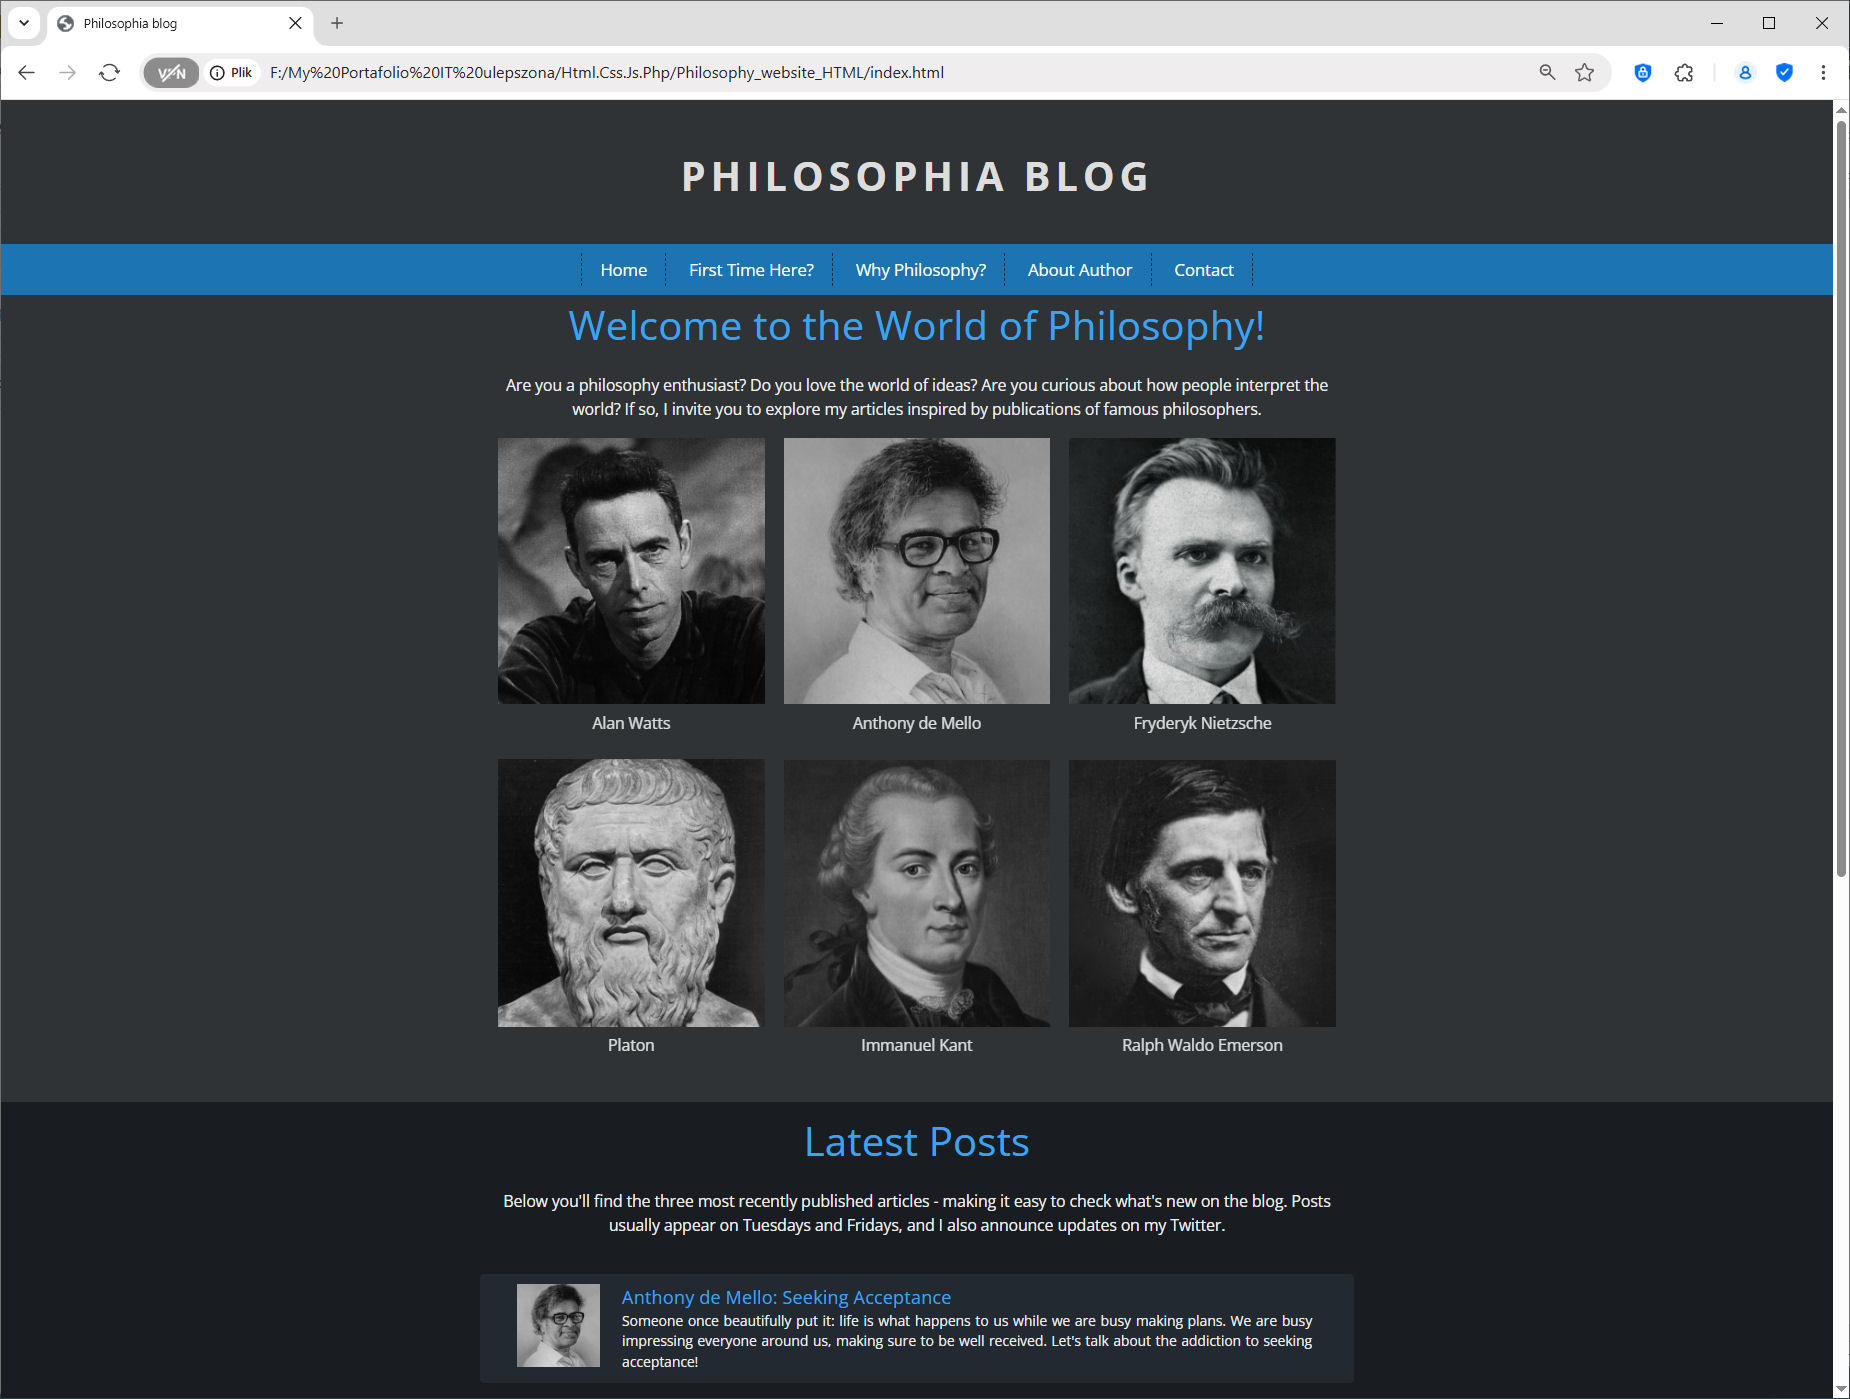 Philosophia blog
VPN
Plik
F:/My%20Portafolio%20IT%20ulepszona/Html.Css.Js.Php/Philosophy_website_HTML/index.html
PHILOSOPHIA BLOG
Home First Time Here? Why Philosophy? About Author Contact
Welcome to the World of Philosophy!
Are you a philosophy enthusiast? Do you love the world of ideas? Are you curious about how people interpret the
world? If so, I invite you to explore my articles inspired by publications of famous philosophers.
Alan Watts
Anthony de Mello
Fryderyk Nietzsche
Platon
Immanuel Kant
Ralph Waldo Emerson
Latest Posts
Below you'll find the three most recently published articles - making it easy to check what's new on the blog. Posts
usually appear on Tuesdays and Fridays, and I also announce updates on my Twitter.
Anthony de Mello: Seeking Acceptance
Someone once beautifully put it: life is what happens to us while we are busy making plans. We are busy
impressing everyone around us, making sure to be well received. Let's talk about the addiction to seeking
acceptance!